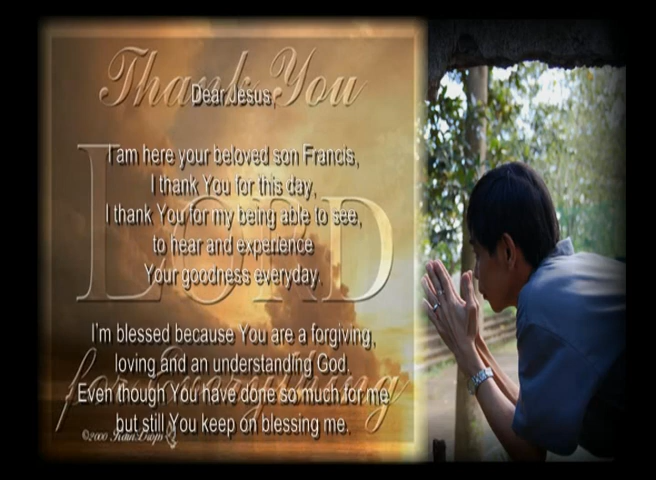 Thank You
Dear Jesus,
I am here your beloved son Francis,
I thank You for this day,
I thank You for my being able to see,
LORD
to hear and experience
Your goodness everyday.
I'm blessed because You are a forgiving,
loving and an understanding God.
for Everything
Even though You have done so much for me
but still You keep on blessing me.
©2000 RainDrops